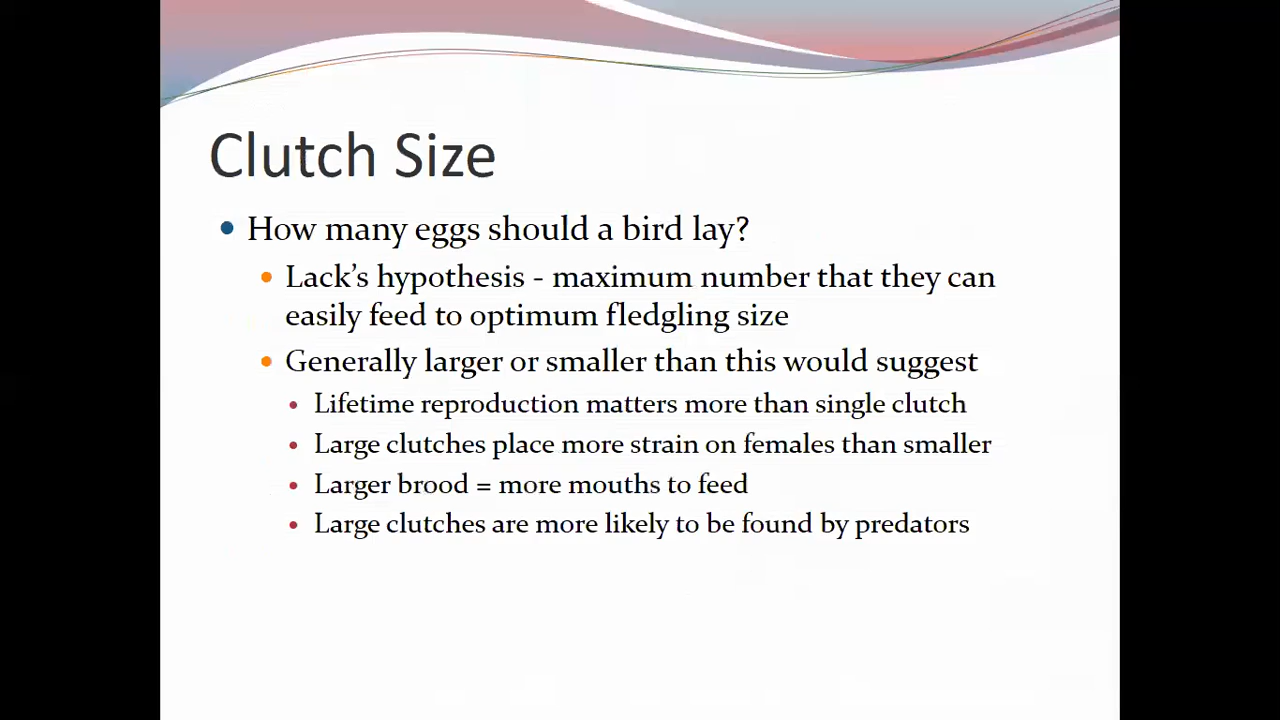 Clutch Size
• How many eggs should a bird lay?
• Lack's hypothesis - maximum number that they can
easily feed to optimum fledgling size
• Generally larger or smaller than this would suggest
• Lifetime reproduction matters more than single clutch
• Large clutches place more strain on females than smaller
• Larger brood = more mouths to feed
• Large clutches are more likely to be found by predators